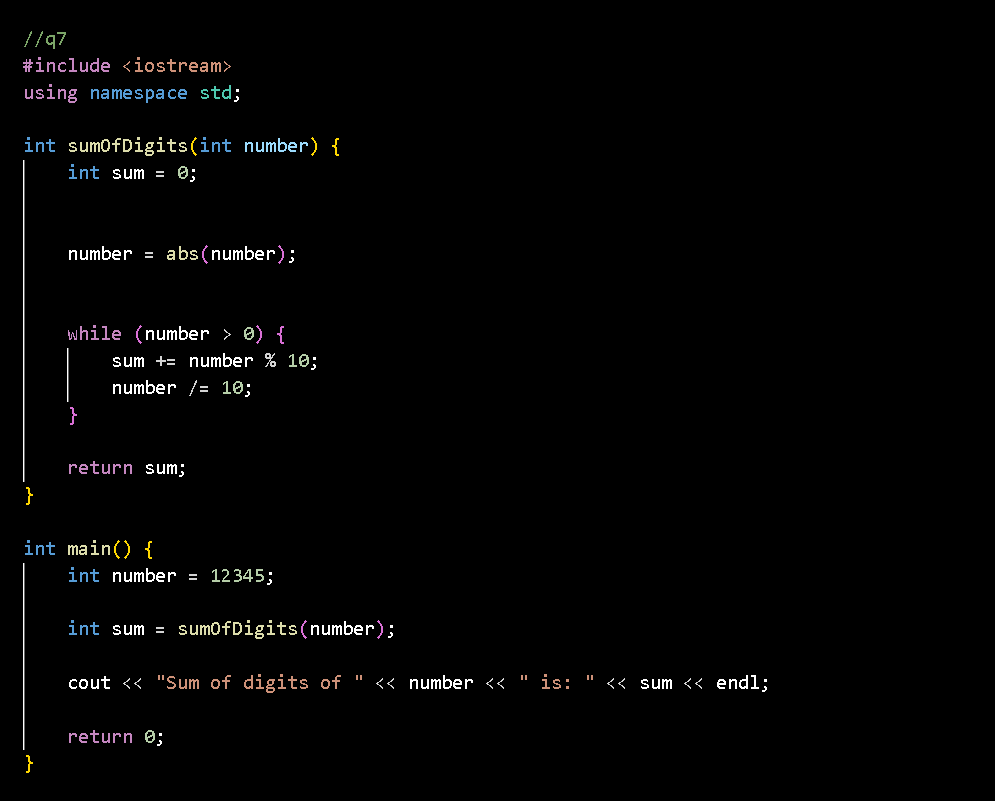 //q7
#include <iostream>
using namespace std;
int sumOfDigits(int number) {
int sum = 0;
number = abs(number);
while (number > 0) {
sum += number % 10;
number /= 10;
}
return sum;
}
int main() {
int number = 12345;
int sum = sumOfDigits(number);
cout << "Sum of digits of " << number << " is: " << sum << endl;
return 0;
}